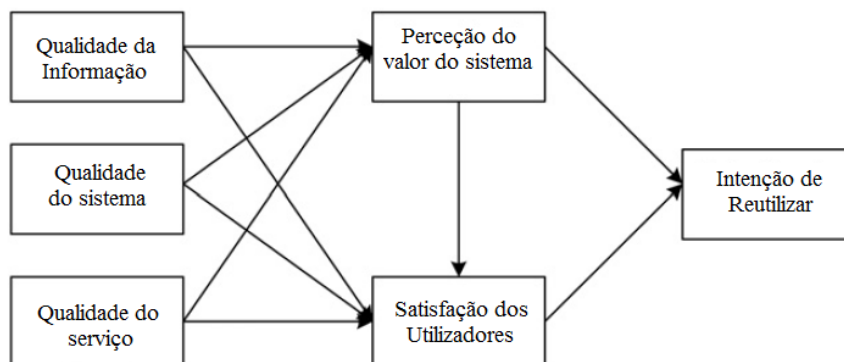 Qualidade da
Informação
Perceção do
valor do sistema
Qualidade
do sistema
Intenção de
Reutilizar
Qualidade do
serviço
Satisfação dos
Utilizadores